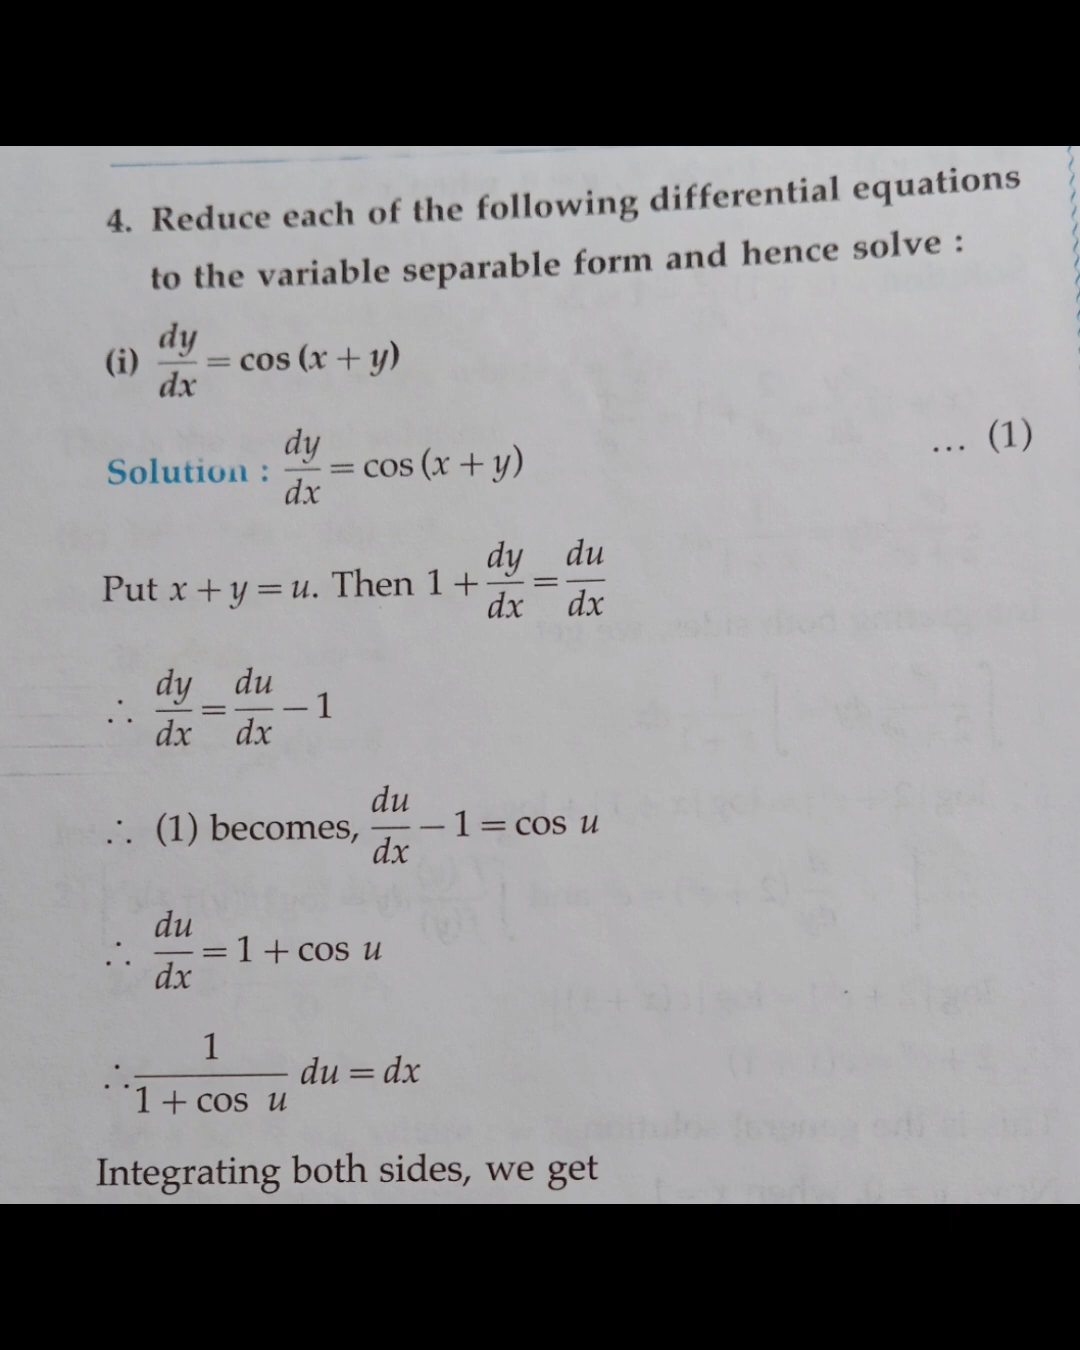 4. Reduce each of the following differential equations
to the variable separable form and hence solve :
(i) dy/dx = cos (x + y)
Solution : dy/dx = cos (x + y) ... (1)
Put x + y = u. Then 1 + dy/dx = du/dx
∴ dy/dx = du/dx − 1
∴ (1) becomes, du/dx − 1 = cos u
∴ du/dx = 1 + cos u
∴ 1/(1 + cos u) du = dx
Integrating both sides, we get